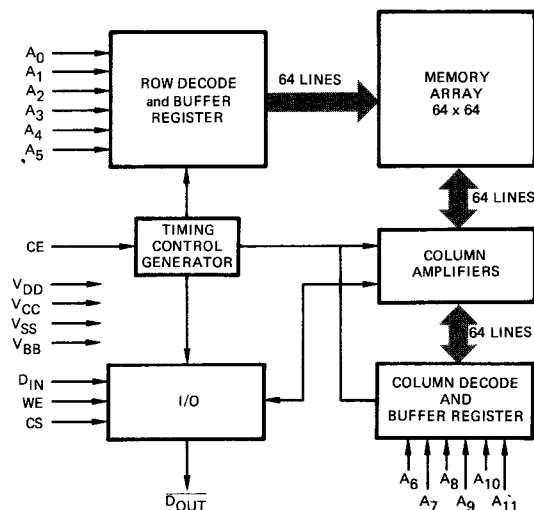 A0
A1
A2
A3
A4
A5
ROW DECODE
and BUFFER
REGISTER
64 LINES
MEMORY
ARRAY
64 x 64
64 LINES
CE
TIMING
CONTROL
GENERATOR
COLUMN
AMPLIFIERS
VDD
VCC
VSS
VBB
64 LINES
DIN
WE
CS
I/O
COLUMN DECODE
AND
BUFFER REGISTER
A6
A7
A8
A9
A10
A11
DOUT